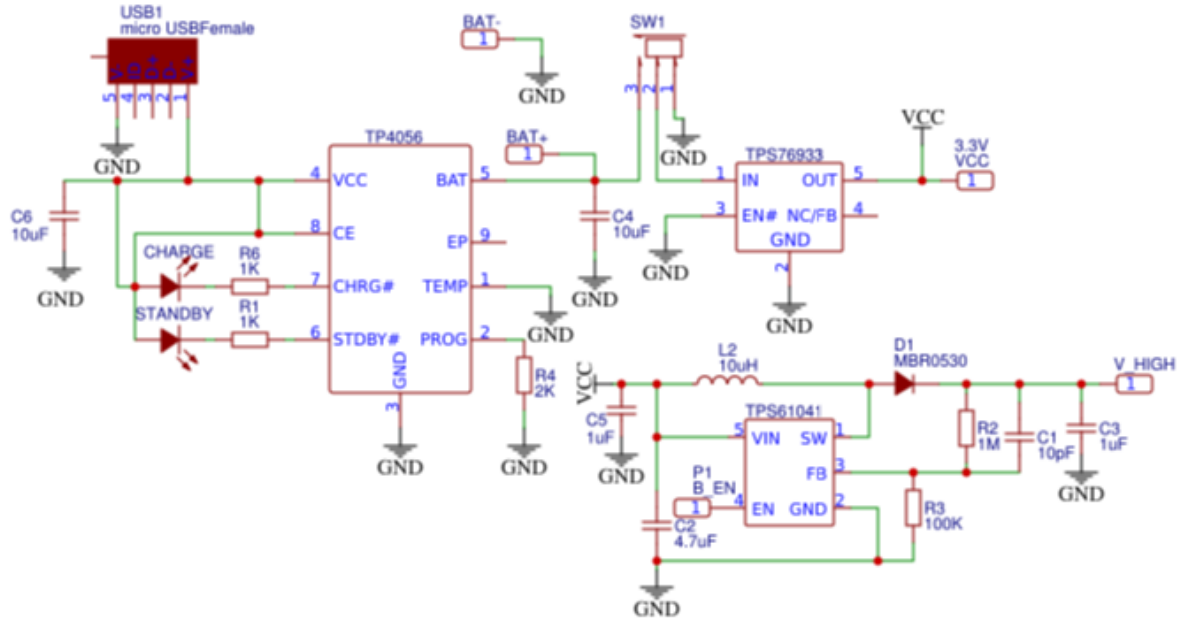 USB1
micro USBFemale
V-
ID
D+
D-
V+
5
4
3
2
1
GND
BAT-
1
GND
SW1
3
2
1
GND
BAT+
1
TP4056
4
VCC
8
CE
7
CHRG#
6
STDBY#
GND
3
GND
BAT
5
EP
9
TEMP
1
GND
PROG
2
R4
2K
GND
C6
10uF
GND
CHARGE
R6
1K
STANDBY
R1
1K
C4
10uF
GND
TPS76933
1
IN
OUT
5
3
EN#
NC/FB
4
GND
2
GND
GND
VCC
3.3V
VCC
1
VCC
L2
10uH
D1
MBR0530
V_HIGH
1
C5
1uF
GND
TPS61041
5
VIN
SW
1
FB
3
4
EN
GND
2
P1
B_EN
1
C2
4.7uF
GND
R2
1M
C1
10pF
C3
1uF
GND
R3
100K